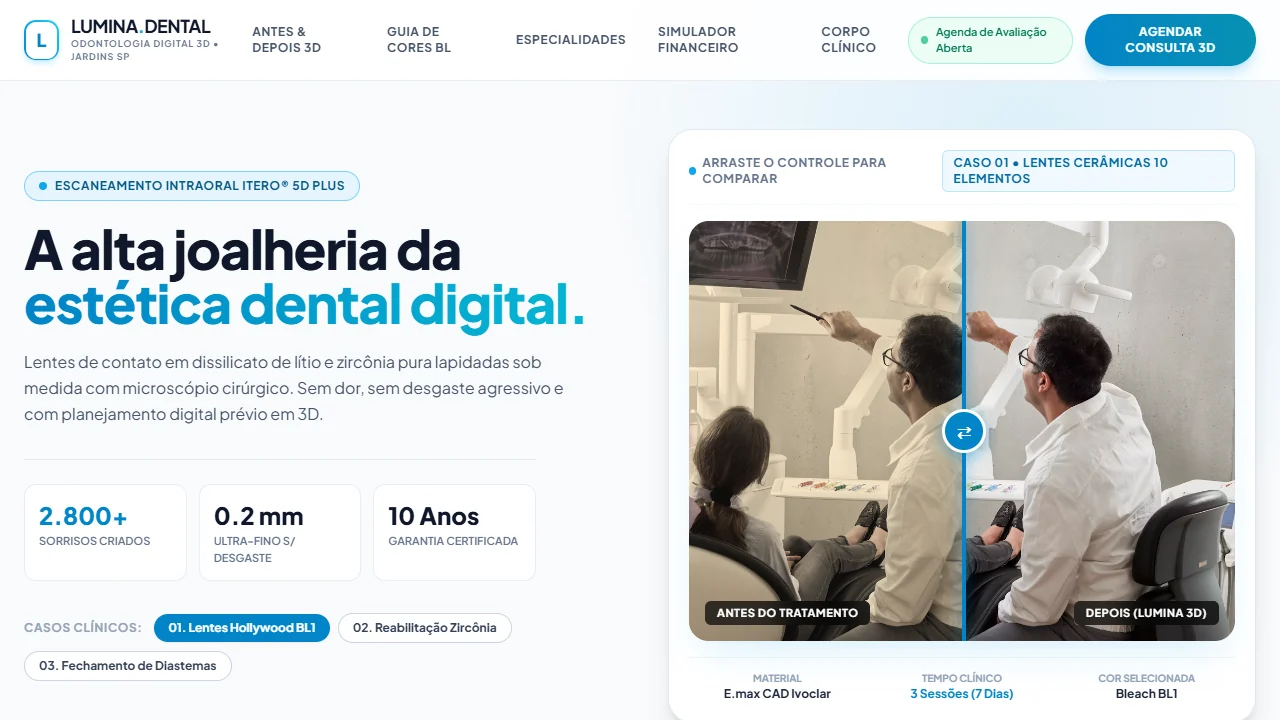 L
LUMINA.DENTAL
ODONTOLOGIA DIGITAL 3D •
JARDINS SP
ANTES &
DEPOIS 3D
GUIA DE
CORES BL
ESPECIALIDADES
SIMULADOR
FINANCEIRO
CORPO
CLÍNICO
Agenda de Avaliação
Aberta
AGENDAR
CONSULTA 3D
ESCANEAMENTO INTRAORAL ITERO® 5D PLUS
A alta joalheria da
estética dental digital.
Lentes de contato em dissilicato de lítio e zircônia pura lapidadas sob
medida com microscópio cirúrgico. Sem dor, sem desgaste agressivo e
com planejamento digital prévio em 3D.
2.800+
SORRISOS CRIADOS
0.2 mm
ULTRA-FINO S/
DESGASTE
10 Anos
GARANTIA CERTIFICADA
CASOS CLÍNICOS:
01. Lentes Hollywood BL1
02. Reabilitação Zircônia
03. Fechamento de Diastemas
ARRASTE O CONTROLE PARA
COMPARAR
CASO 01 • LENTES CERÂMICAS 10
ELEMENTOS
ANTES DO TRATAMENTO
DEPOIS (LUMINA 3D)
MATERIAL
E.max CAD Ivoclar
TEMPO CLÍNICO
3 Sessões (7 Dias)
COR SELECIONADA
Bleach BL1